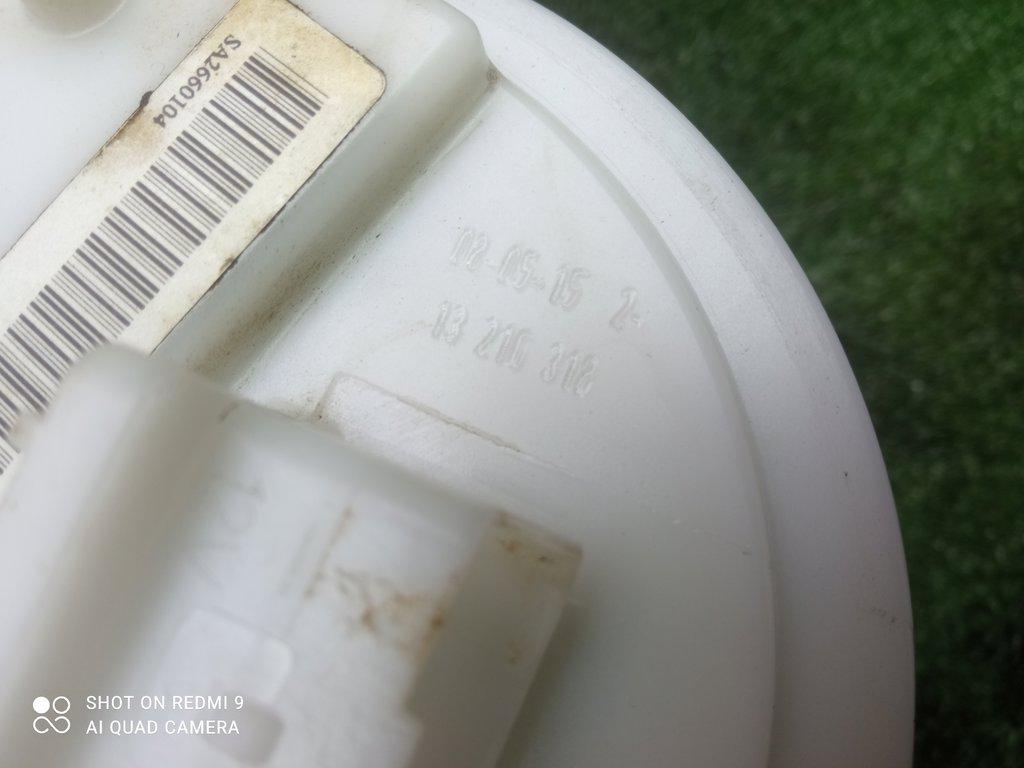 SA2660104
02-05-15 2-
13 210 318
SHOT ON REDMI 9
AI QUAD CAMERA